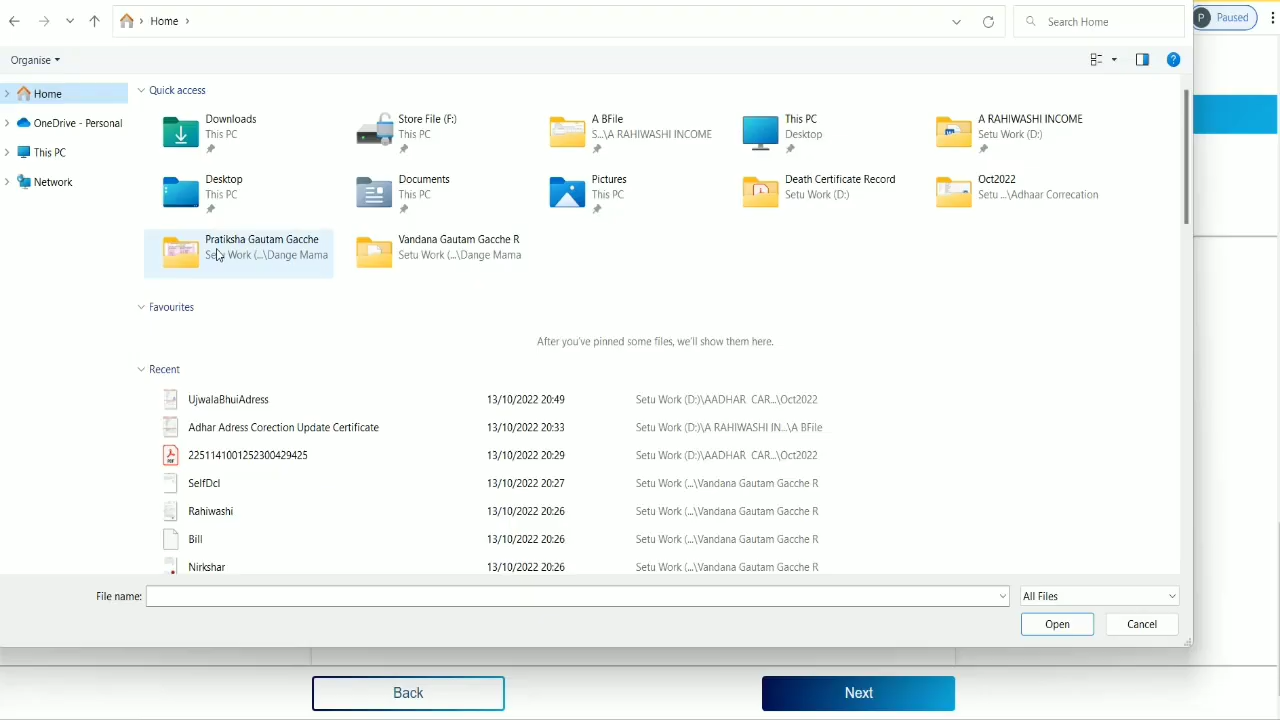 Home
Search Home
P Paused
Organise
Home
OneDrive - Personal
This PC
Network
Quick access
Downloads
This PC
Store File (F:)
A BFile
S...\A RAHIWASHI INCOME
This PC
Desktop
A RAHIWASHI INCOME
Setu Work (D:)
Desktop
This PC
Documents
This PC
Pictures
This PC
Death Certificate Record
Setu Work (D:)
Oct2022
Setu ...\Adhaar Correcation
Pratiksha Gautam Gacche
Setu Work (...\Dange Mama
Vandana Gautam Gacche R
Setu Work (...\Dange Mama
Favourites
After you've pinned some files, we'll show them here.
Recent
UjwalaBhuiAdress 13/10/2022 20:49 Setu Work (D:)\AADHAR CAR...\Oct2022
Adhar Adress Corection Update Certificate 13/10/2022 20:33 Setu Work (D:)\A RAHIWASHI IN...\A BFile
2251141001252300429425 13/10/2022 20:29 Setu Work (D:)\AADHAR CAR...\Oct2022
SelfDcl 13/10/2022 20:27 Setu Work (...\Vandana Gautam Gacche R
Rahiwashi 13/10/2022 20:26 Setu Work (...\Vandana Gautam Gacche R
Bill 13/10/2022 20:26 Setu Work (...\Vandana Gautam Gacche R
Nirkshar 13/10/2022 20:26 Setu Work (...\Vandana Gautam Gacche R
File name:
All Files
Open
Cancel
Back
Next